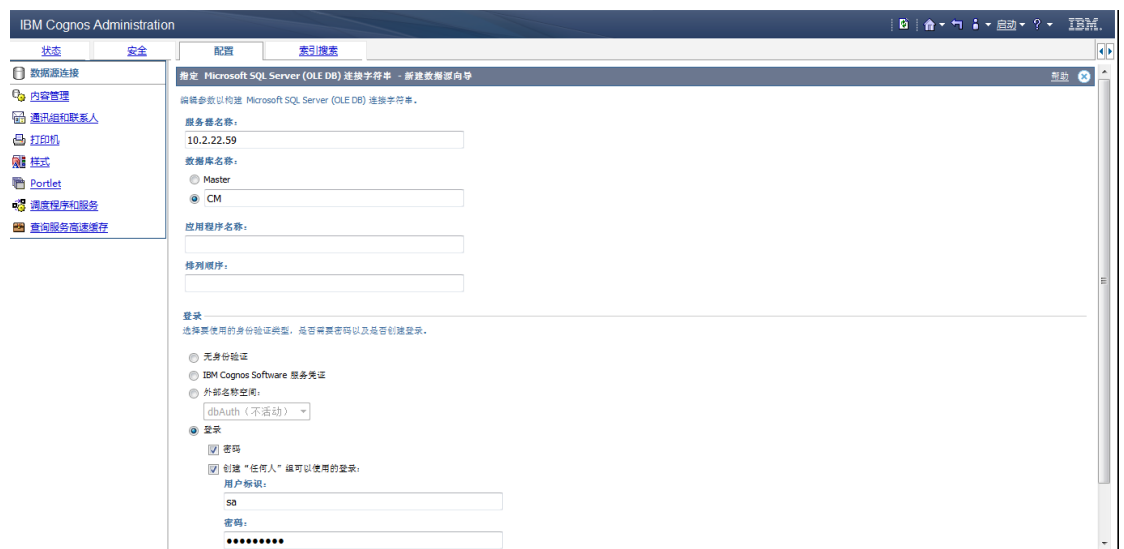 IBM Cognos Administration
启动
?
IBM.
状态
安全
配置
索引搜索
数据源连接
内容管理
通讯组和联系人
打印机
样式
Portlet
调度程序和服务
查询服务高速缓存
指定 Microsoft SQL Server (OLE DB) 连接字符串 - 新建数据源向导
帮助
编辑参数以构建 Microsoft SQL Server (OLE DB) 连接字符串。
服务器名称：
10.2.22.59
数据库名称：
Master
CM
应用程序名称：
排列顺序：
登录
选择要使用的身份验证类型，是否需要密码以及是否创建登录。
无身份验证
IBM Cognos Software 服务凭证
外部名称空间：
dbAuth（不活动）
登录
密码
创建“任何人”组可以使用的登录：
用户标识：
sa
密码：
●●●●●●●●●